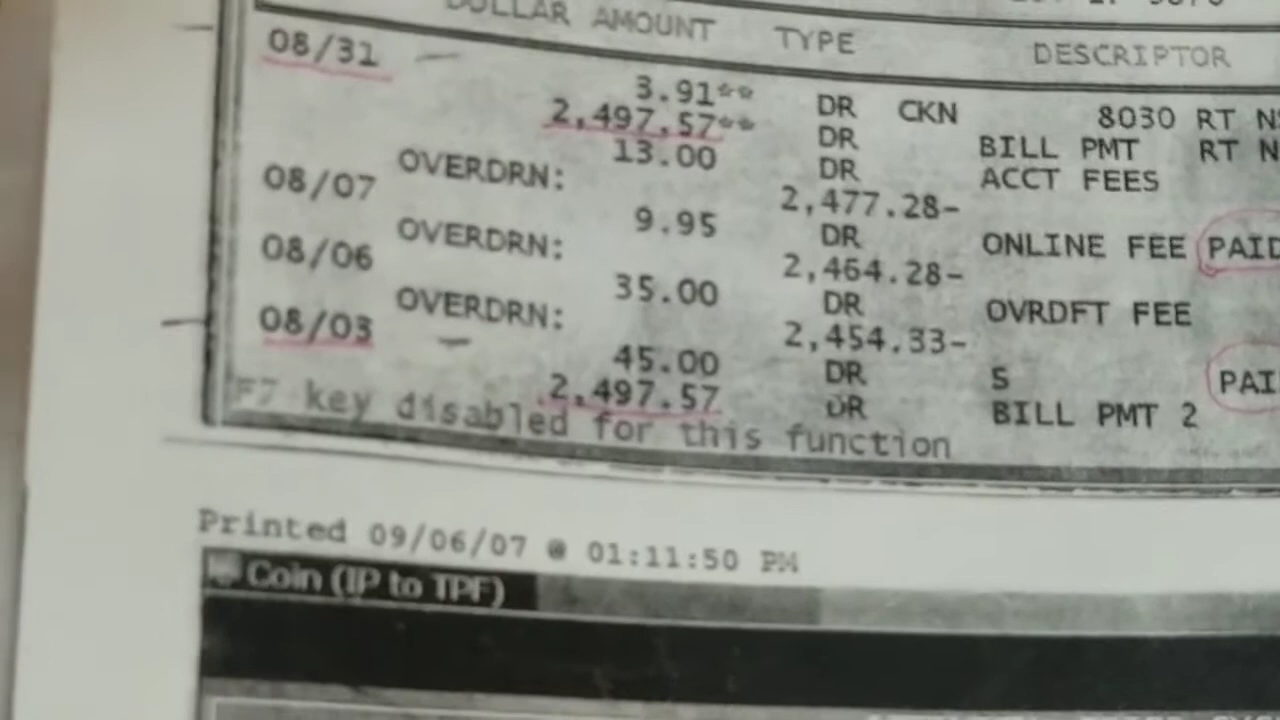 DOLLAR AMOUNT TYPE DESCRIPTOR
08/31
3.91** DR CKN 8030 RT
2,497.57** DR BILL PMT RT
13.00 DR ACCT FEES
08/07 OVERDRN: 2,477.28-
9.95 DR ONLINE FEE PAID
08/06 OVERDRN: 2,464.28-
35.00 DR OVRDFT FEE
08/03 OVERDRN: 2,454.33-
45.00 DR S PAI
2,497.57 DR BILL PMT 2
F7 key disabled for this function
Printed 09/06/07 @ 01:11:50 PM
Coin (IP to TPF)